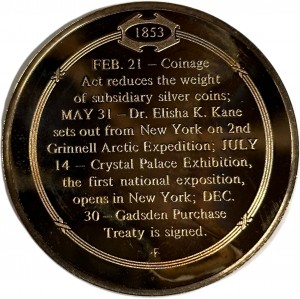 1853
FEB. 21 – Coinage
Act reduces the weight
of subsidiary silver coins;
MAY 31 – Dr. Elisha K. Kane
sets out from New York on 2nd
Grinnell Arctic Expedition; JULY
14 – Crystal Palace Exhibition,
the first national exposition,
opens in New York; DEC.
30 – Gadsden Purchase
Treaty is signed.
F